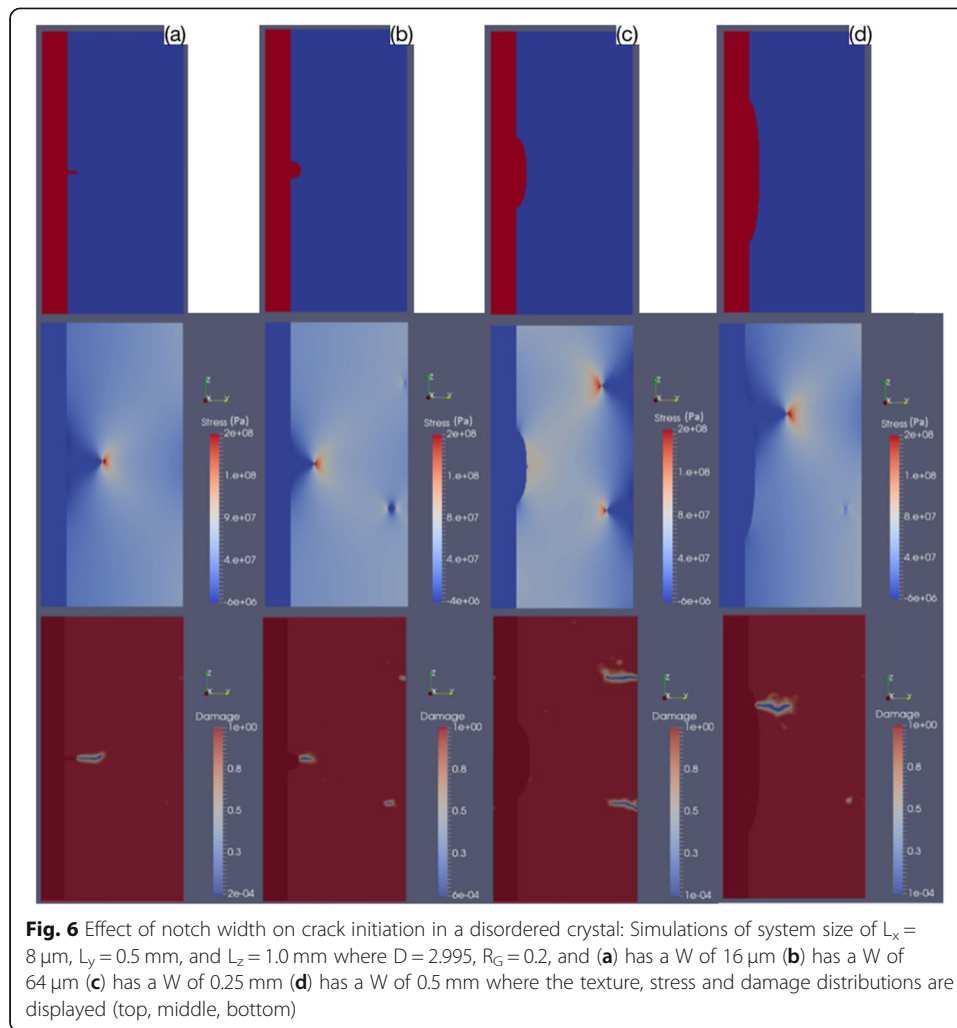 (a)
(b)
(c)
(d)
z
x y
Stress (Pa)
2e+08
1.e+08
9.e+07
4.e+07
-6e+06
z
x y
Stress (Pa)
2e+08
1.e+08
9.e+07
4.e+07
-4e+06
z
x y
Stress (Pa)
2e+08
1.e+08
9.e+07
4.e+07
-6e+06
z
x y
Stress (Pa)
2e+08
1.e+08
9.e+07
4.e+07
-6e+06
z
x y
Damage
1e+00
0.8
0.5
0.3
2e-04
z
x y
Damage
1e+00
0.8
0.5
0.3
6e-04
z
x y
Damage
1e+00
0.8
0.5
0.3
1e-04
z
x y
Damage
1e+00
0.8
0.5
0.3
1e-04
Fig. 6 Effect of notch width on crack initiation in a disordered crystal: Simulations of system size of Lx =
8 μm, Ly = 0.5 mm, and Lz = 1.0 mm where D = 2.995, RG = 0.2, and (a) has a W of 16 μm (b) has a W of
64 μm (c) has a W of 0.25 mm (d) has a W of 0.5 mm where the texture, stress and damage distributions are
displayed (top, middle, bottom)